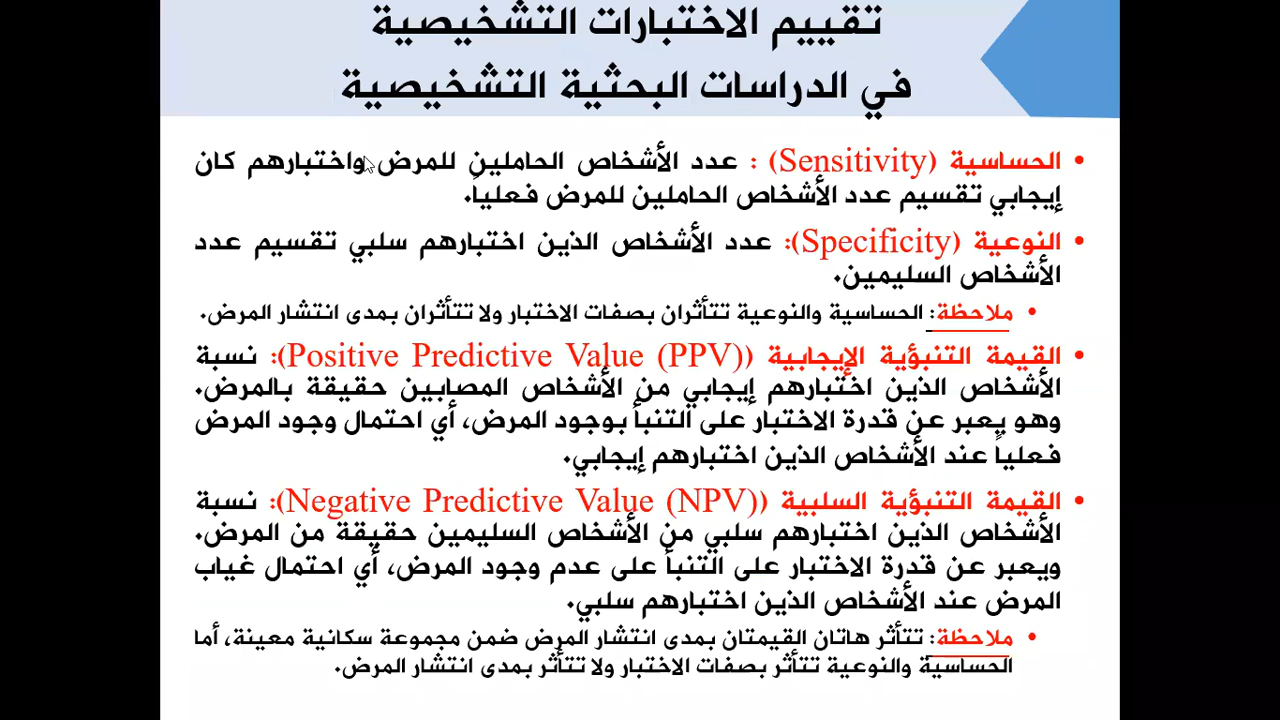 تقييم الاختبارات التشخيصية
في الدراسات البحثية التشخيصية
• الحساسية (Sensitivity) : عدد الأشخاص الحاملين للمرض واختبارهم كان
إيجابي تقسيم عدد الأشخاص الحاملين للمرض فعلياً.
• النوعية (Specificity): عدد الأشخاص الذين اختبارهم سلبي تقسيم عدد
الأشخاص السليمين.
• ملاحظة: الحساسية والنوعية تتأثران بصفات الاختبار ولا تتأثران بمدى انتشار المرض.
• القيمة التنبؤية الإيجابية (Positive Predictive Value (PPV)): نسبة
الأشخاص الذين اختبارهم إيجابي من الأشخاص المصابين حقيقة بالمرض.
وهو يعبر عن قدرة الاختبار على التنبأ بوجود المرض، أي احتمال وجود المرض
فعلياً عند الأشخاص الذين اختبارهم إيجابي.
• القيمة التنبؤية السلبية (Negative Predictive Value (NPV)): نسبة
الأشخاص الذين اختبارهم سلبي من الأشخاص السليمين حقيقة من المرض.
ويعبر عن قدرة الاختبار على التنبأ على عدم وجود المرض، أي احتمال غياب
المرض عند الأشخاص الذين اختبارهم سلبي.
• ملاحظة: تتأثر هاتان القيمتان بمدى انتشار المرض ضمن مجموعة سكانية معينة، أما
الحساسية والنوعية تتأثر بصفات الاختبار ولا تتأثر بمدى انتشار المرض.